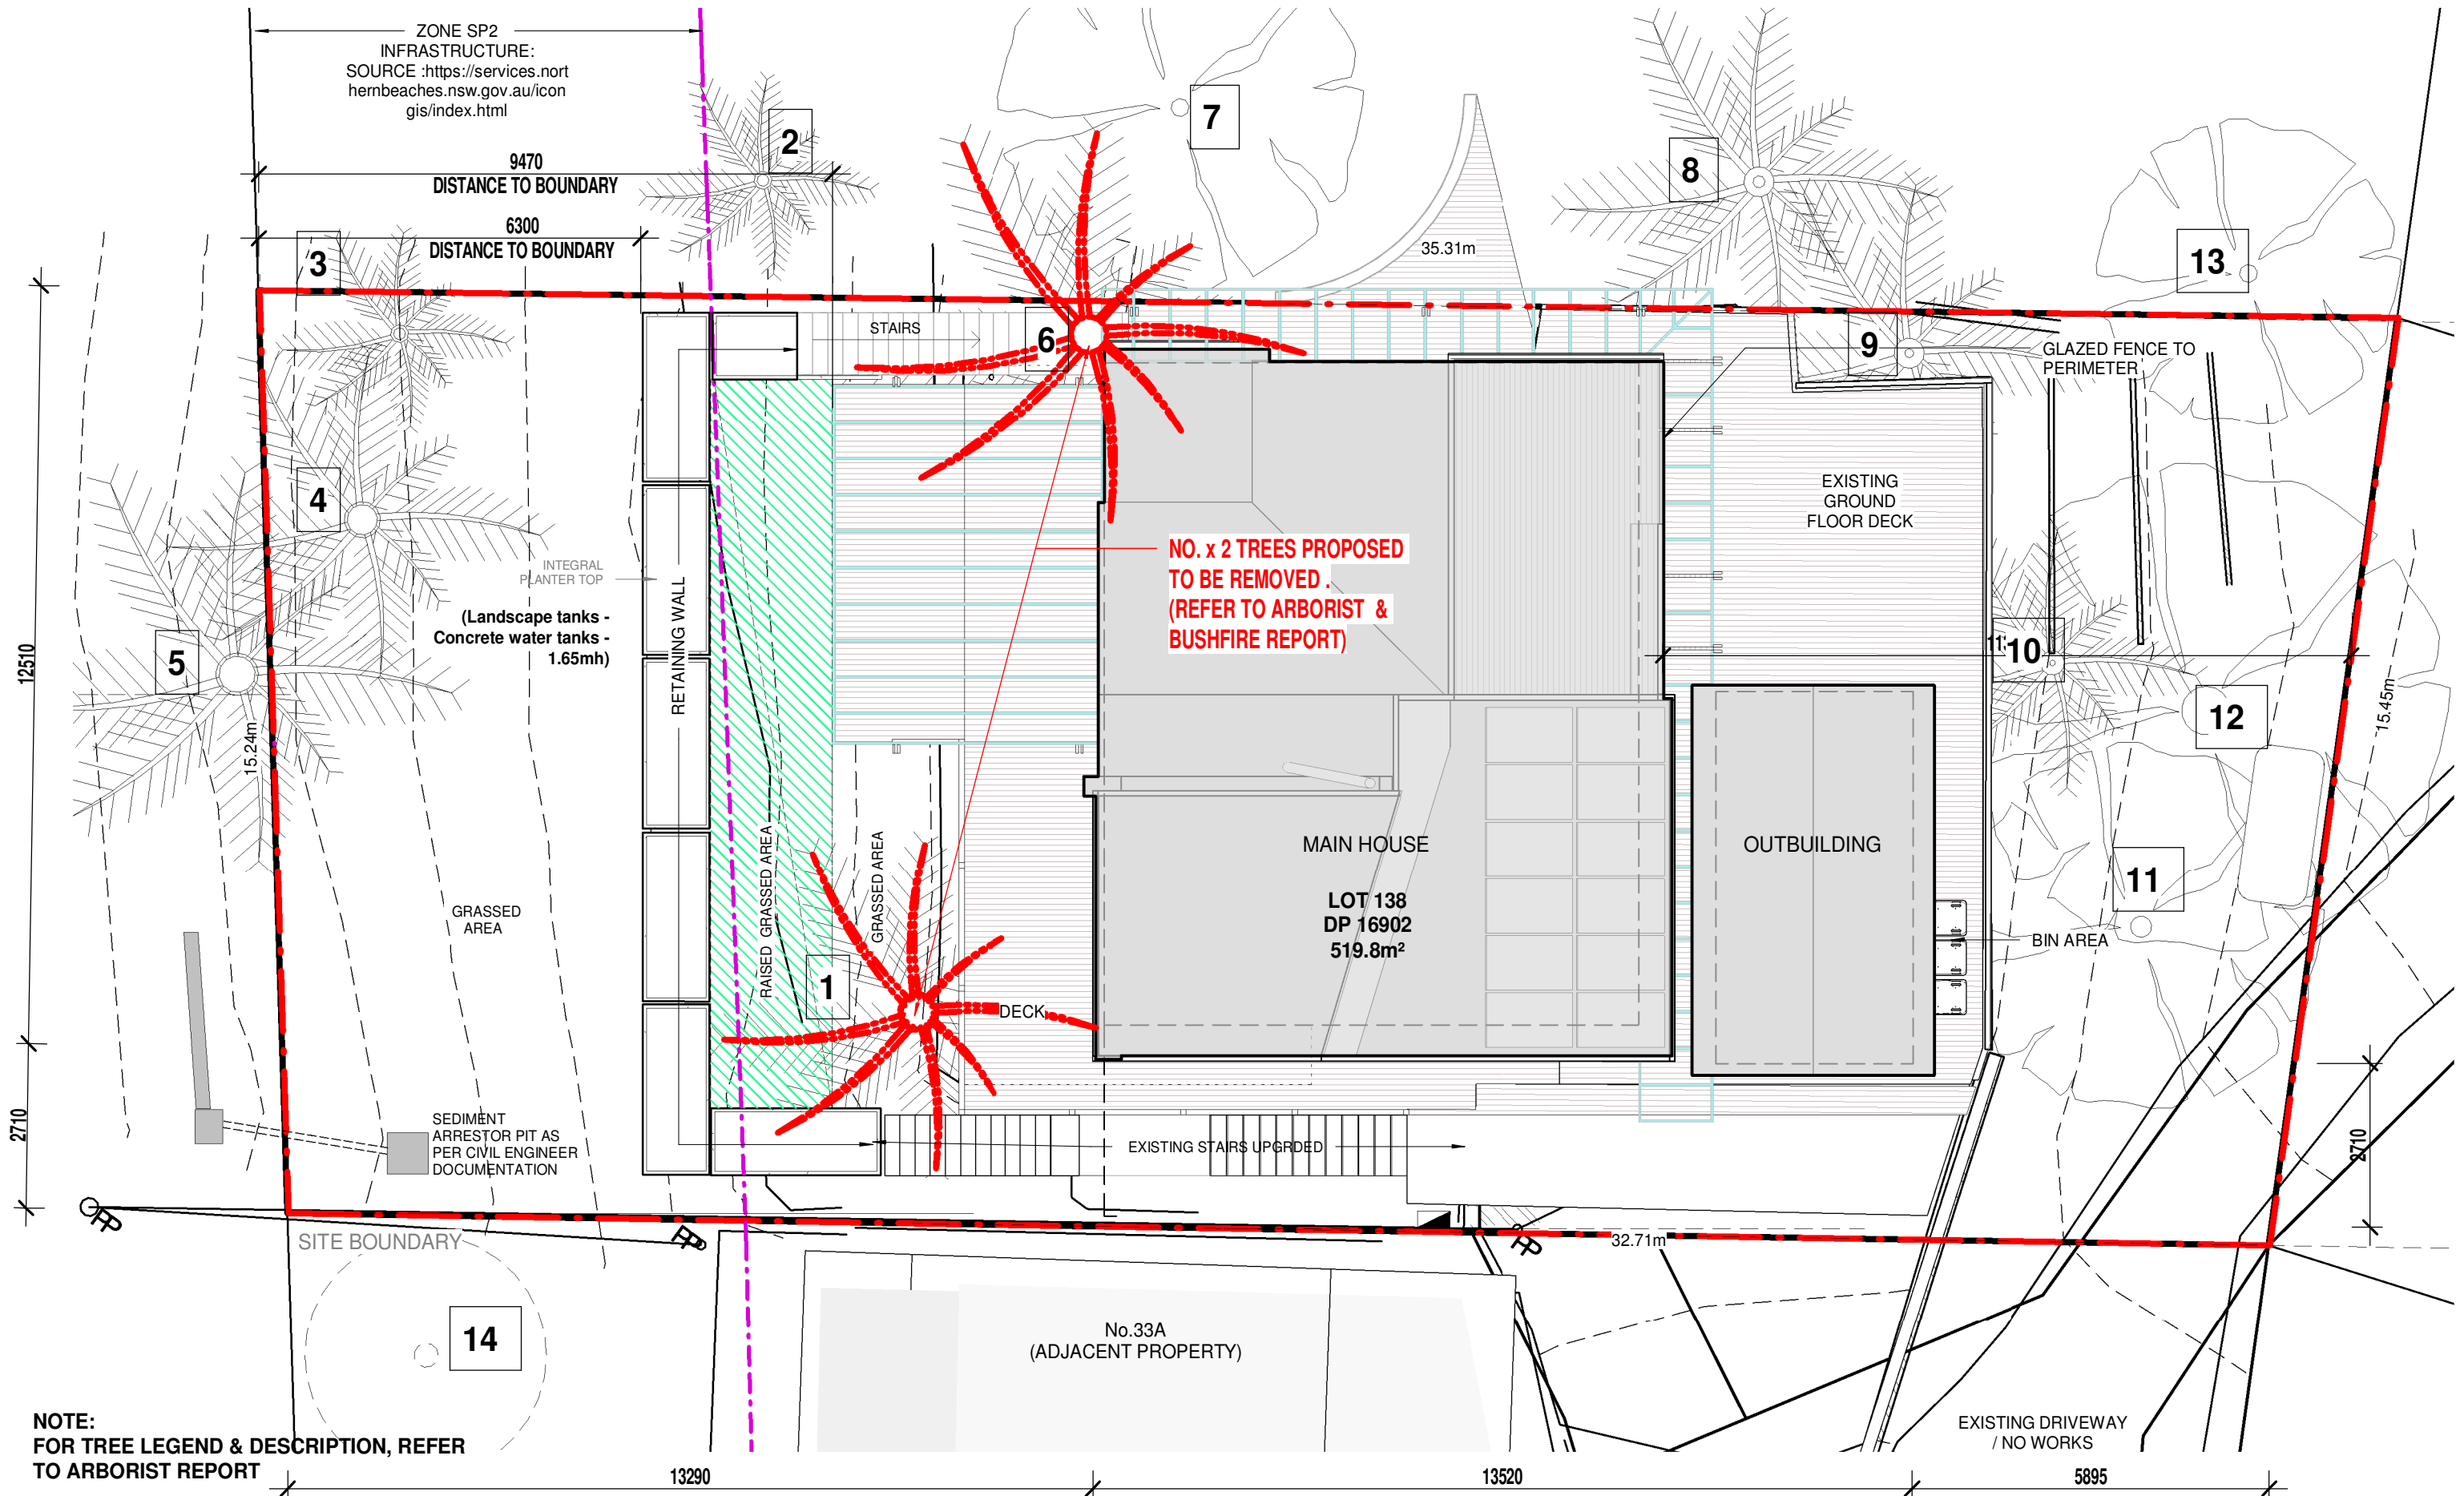 ZONE SP2
INFRASTRUCTURE:
SOURCE :https://services.nort
hernbeaches.nsw.gov.au/icon
gis/index.html
9470
DISTANCE TO BOUNDARY
6300
DISTANCE TO BOUNDARY
2
7
8
3
13
35.31m
STAIRS
6
9
GLAZED FENCE TO
PERIMETER
4
EXISTING
GROUND
FLOOR DECK
INTEGRAL
PLANTER TOP
(Landscape tanks -
Concrete water tanks -
1.65mh)
RETAINING WALL
NO. x 2 TREES PROPOSED
TO BE REMOVED .
(REFER TO ARBORIST &
BUSHFIRE REPORT)
12510
5
10
12
15.24m
15.45m
MAIN HOUSE
OUTBUILDING
LOT 138
DP 16902
519.8m²
11
BIN AREA
GRASSED
AREA
RAISED GRASSED AREA
GRASSED AREA
1
DECK
2710
SEDIMENT
ARRESTOR PIT AS
PER CIVIL ENGINEER
DOCUMENTATION
EXISTING STAIRS UPGRDED
2710
PP
PP
PP
SITE BOUNDARY
32.71m
14
No.33A
(ADJACENT PROPERTY)
NOTE:
FOR TREE LEGEND & DESCRIPTION, REFER
TO ARBORIST REPORT
EXISTING DRIVEWAY
/ NO WORKS
13290
13520
5895